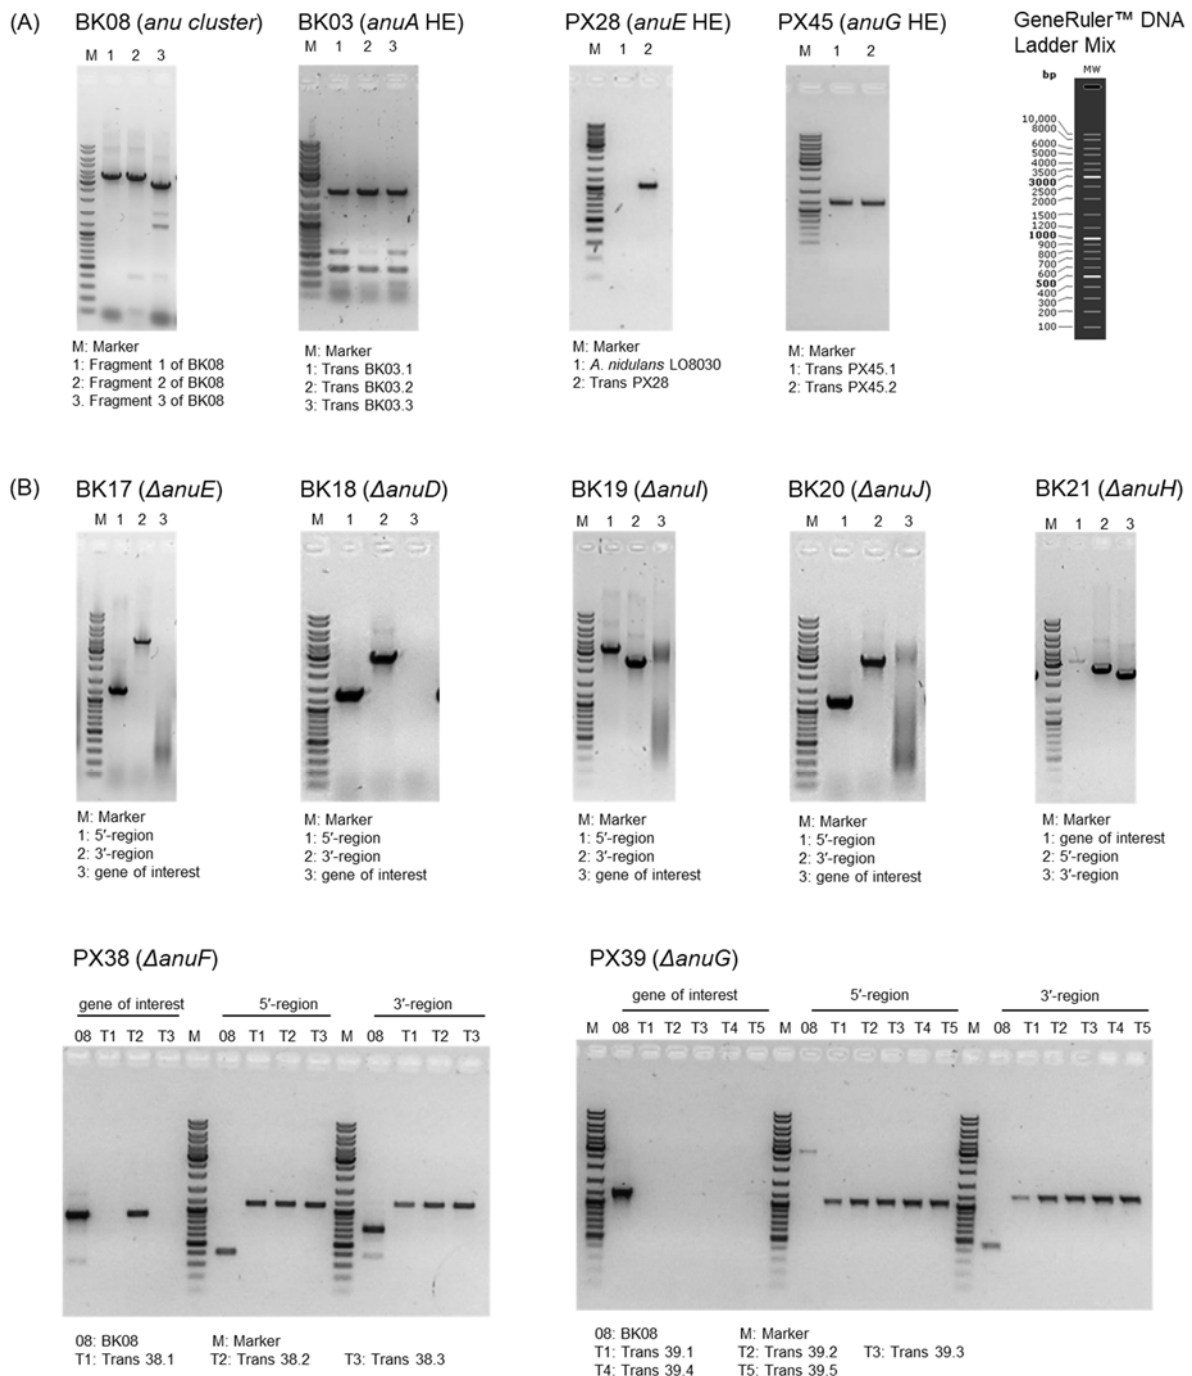 (A)
BK08 (anu cluster)
M 1 2 3
M: Marker
1: Fragment 1 of BK08
2: Fragment 2 of BK08
3. Fragment 3 of BK08
BK03 (anuA HE)
M 1 2 3
M: Marker
1: Trans BK03.1
2: Trans BK03.2
3: Trans BK03.3
PX28 (anuE HE)
M 1 2
M: Marker
1: A. nidulans LO8030
2: Trans PX28
PX45 (anuG HE)
M 1 2
M: Marker
1: Trans PX45.1
2: Trans PX45.2
GeneRuler™ DNA
Ladder Mix
bp MW
10,000
8000
6000
5000
4000
3500
3000
2500
2000
1500
1200
1000
900
800
700
600
500
400
300
200
100
(B)
BK17 (ΔanuE)
M 1 2 3
M: Marker
1: 5′-region
2: 3′-region
3: gene of interest
BK18 (ΔanuD)
M 1 2 3
M: Marker
1: 5′-region
2: 3′-region
3: gene of interest
BK19 (ΔanuI)
M 1 2 3
M: Marker
1: 5′-region
2: 3′-region
3: gene of interest
BK20 (ΔanuJ)
M 1 2 3
M: Marker
1: 5′-region
2: 3′-region
3: gene of interest
BK21 (ΔanuH)
M 1 2 3
M: Marker
1: gene of interest
2: 5′-region
3: 3′-region
PX38 (ΔanuF)
gene of interest 5′-region 3′-region
08 T1 T2 T3 M 08 T1 T2 T3 M 08 T1 T2 T3
08: BK08 M: Marker
T1: Trans 38.1 T2: Trans 38.2 T3: Trans 38.3
PX39 (ΔanuG)
gene of interest 5′-region 3′-region
M 08 T1 T2 T3 T4 T5 M 08 T1 T2 T3 T4 T5 M 08 T1 T2 T3 T4 T5
08: BK08 M: Marker
T1: Trans 39.1 T2: Trans 39.2 T3: Trans 39.3
T4: Trans 39.4 T5: Trans 39.5